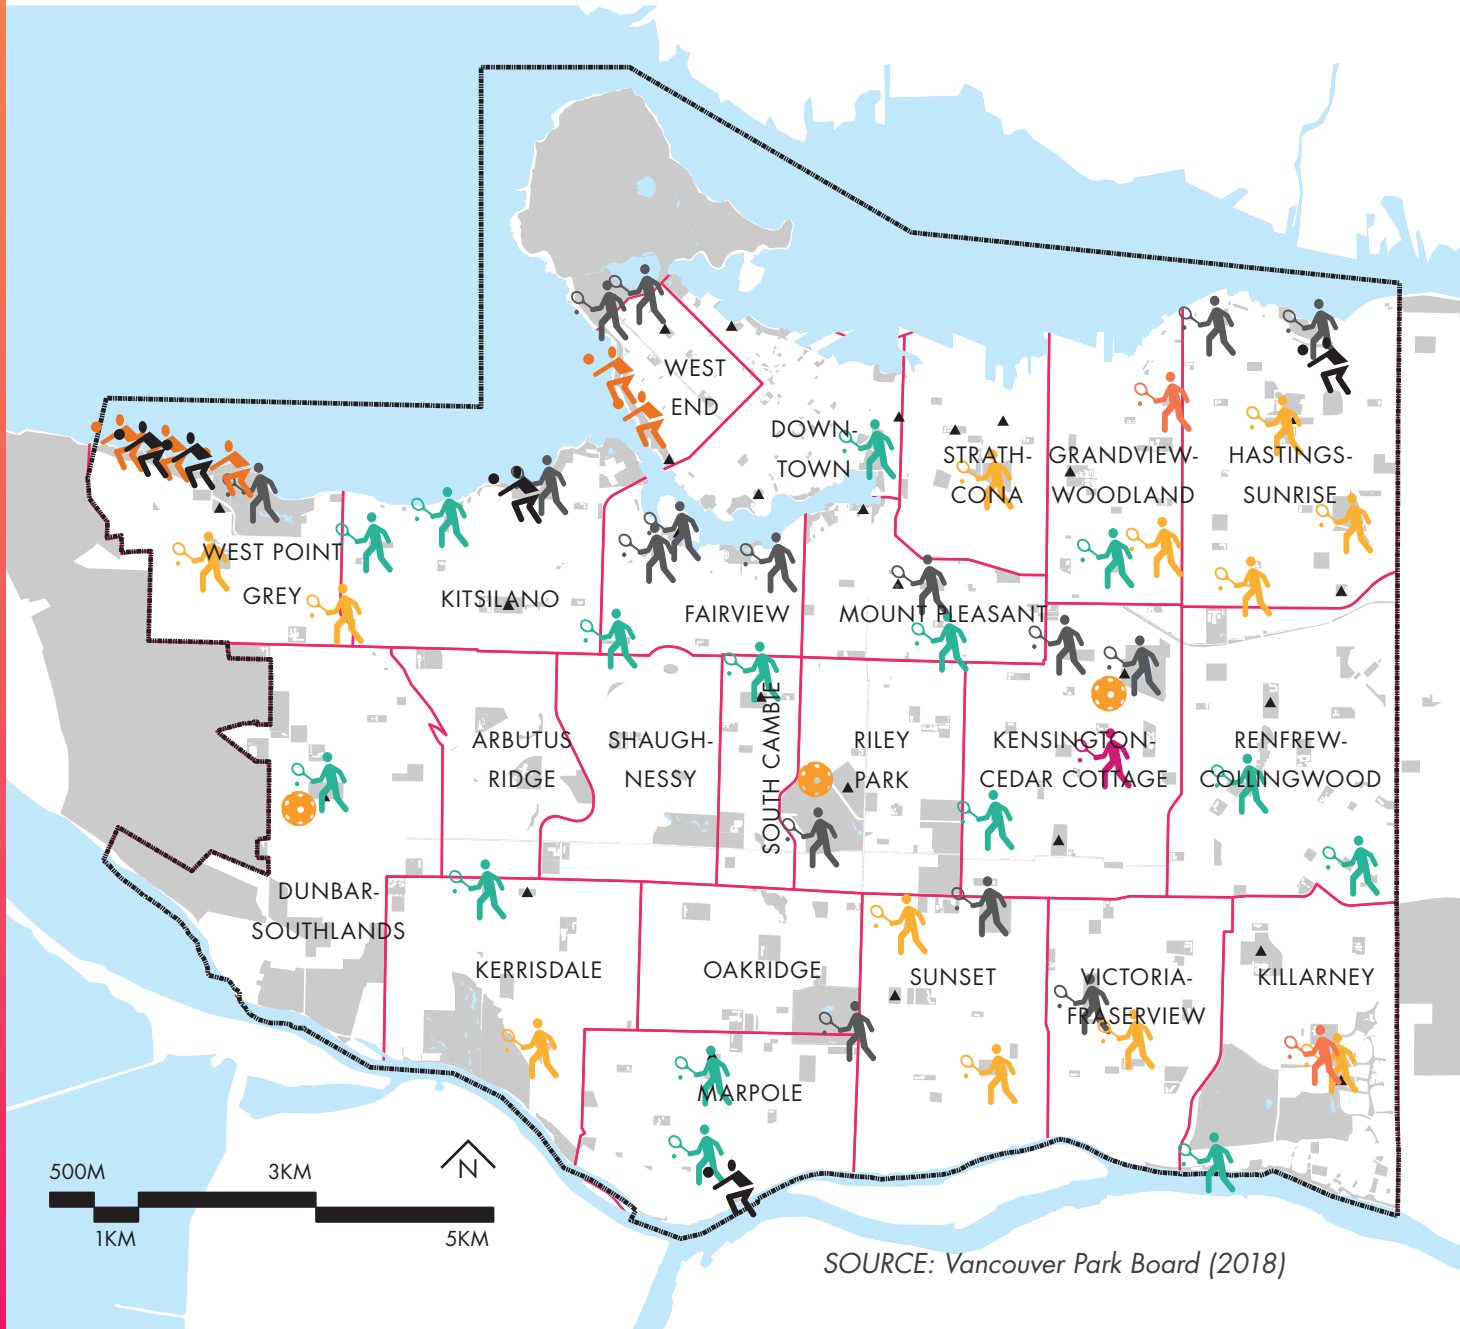 WEST
END
DOWN-
TOWN
STRATH-
CONA
GRANDVIEW-
WOODLAND
HASTINGS-
SUNRISE
WEST POINT
GREY
KITSILANO
FAIRVIEW
MOUNT PLEASANT
ARBUTUS
RIDGE
SHAUGH-
NESSY
SOUTH CAMBIE
RILEY
PARK
KENSINGTON-
CEDAR COTTAGE
RENFREW-
COLLINGWOOD
DUNBAR-
SOUTHLANDS
KERRISDALE
OAKRIDGE
SUNSET
VICTORIA-
FRASERVIEW
KILLARNEY
MARPOLE
500M
3KM
N
1KM
5KM
SOURCE: Vancouver Park Board (2018)